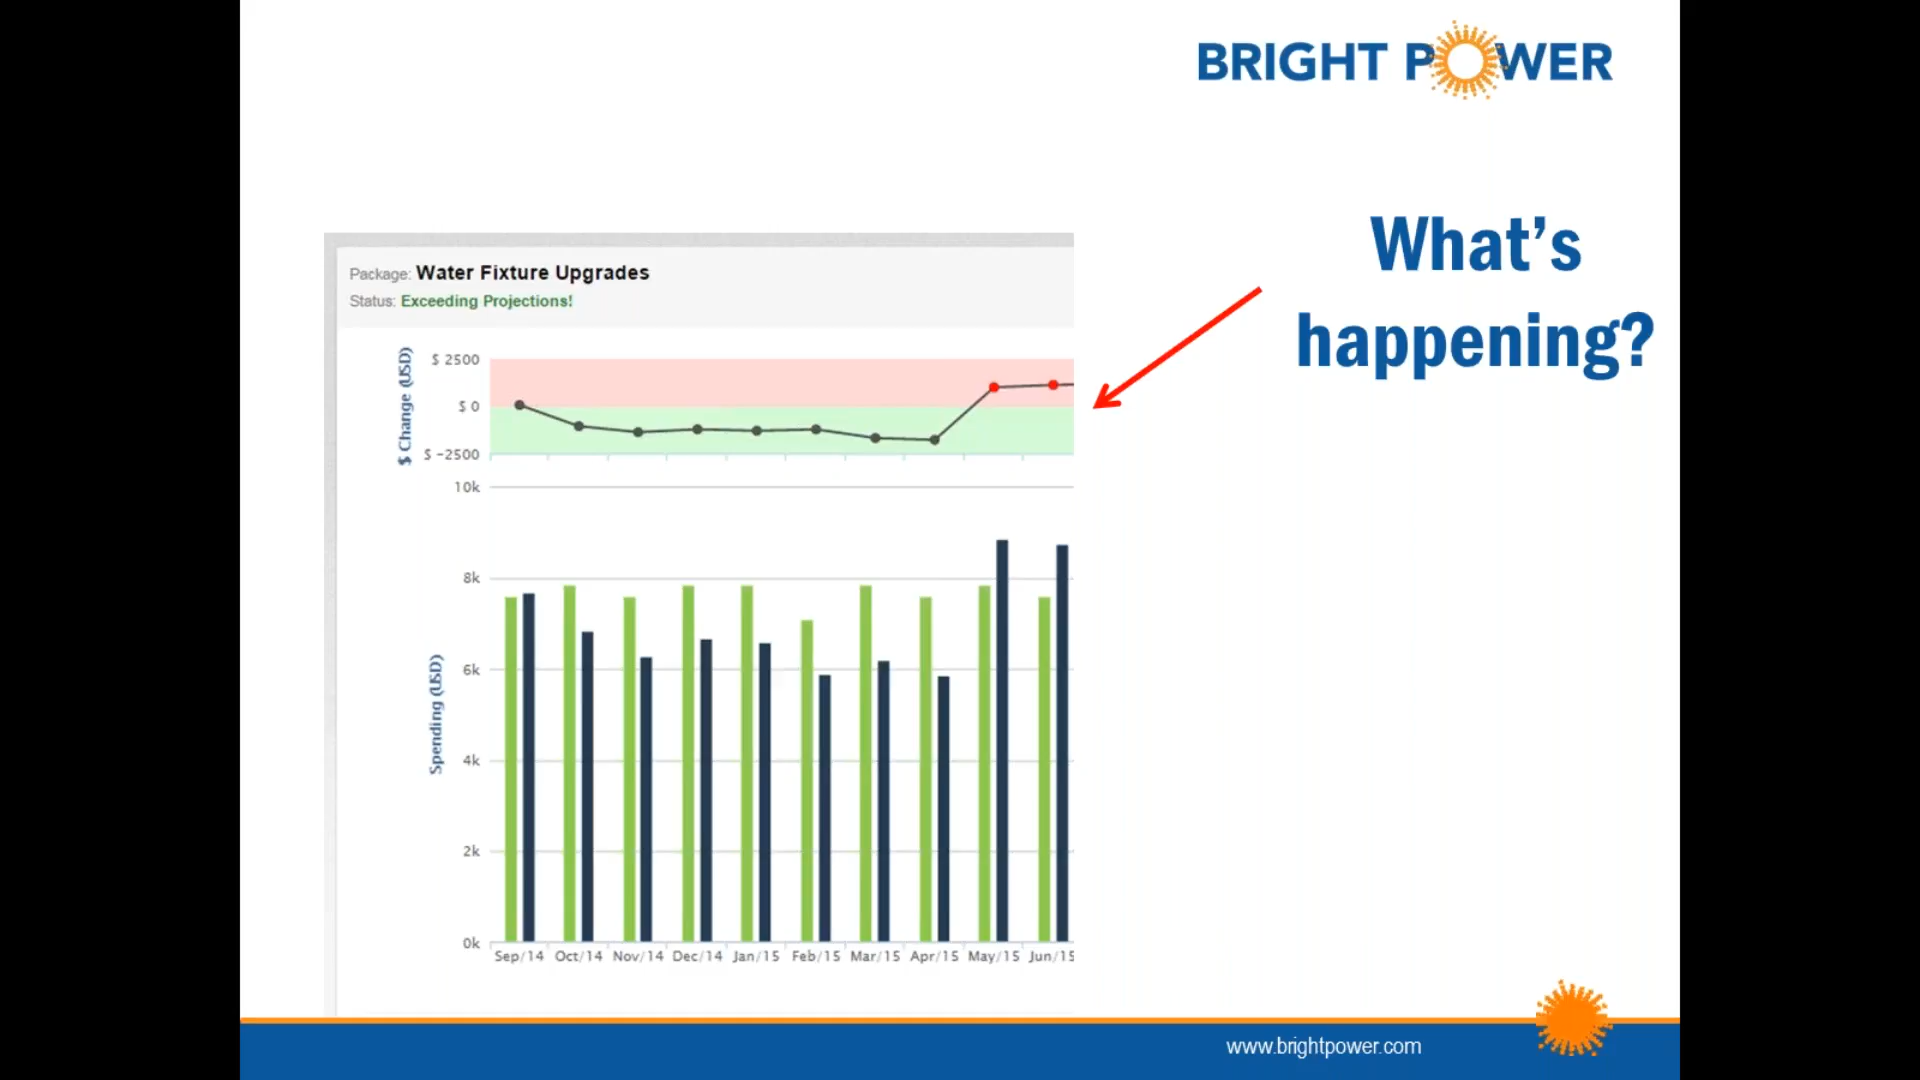 BRIGHT POWER
What's
happening?
Package: Water Fixture Upgrades
Status: Exceeding Projections!
$ Change (USD)
$ 2500
$ 0
$ -2500
Spending (USD)
10k
8k
6k
4k
2k
0k
Sep/14 Oct/14 Nov/14 Dec/14 Jan/15 Feb/15 Mar/15 Apr/15 May/15 Jun/15
www.brightpower.com